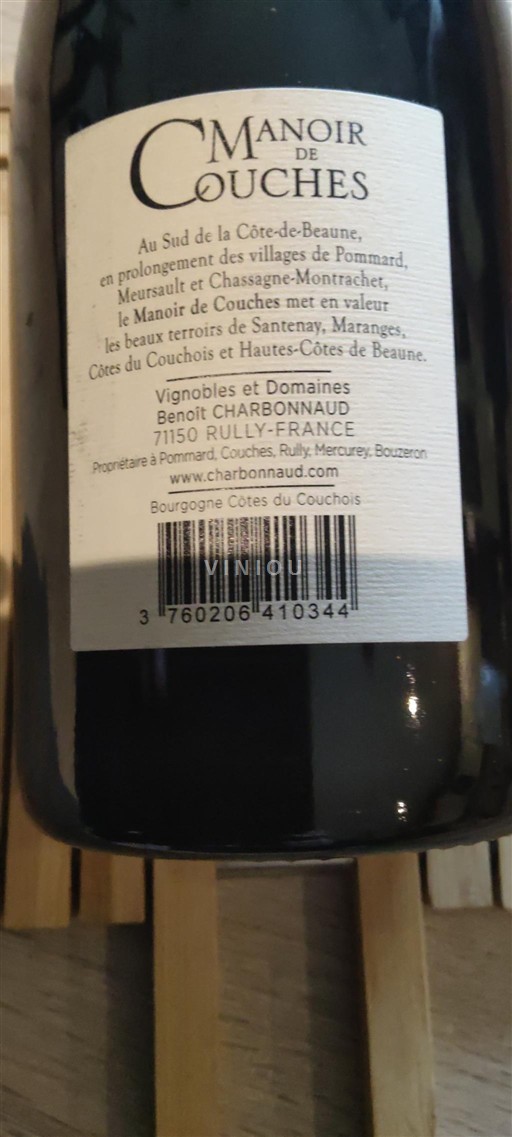 MANOIR
DE
COUCHES
Au Sud de la Côte-de-Beaune,
en prolongement des villages de Pommard,
Meursault et Chassagne-Montrachet,
le Manoir de Couches met en valeur
les beaux terroirs de Santenay, Maranges,
Côtes du Couchois et Hautes-Côtes de Beaune.
Vignobles et Domaines
Benoît CHARBONNAUD
71150 RULLY-FRANCE
Propriétaire à Pommard, Couches, Rully, Mercurey, Bouzeron
www.charbonnaud.com
Bourgogne Côtes du Couchois
VINIOU
3 760206 410344